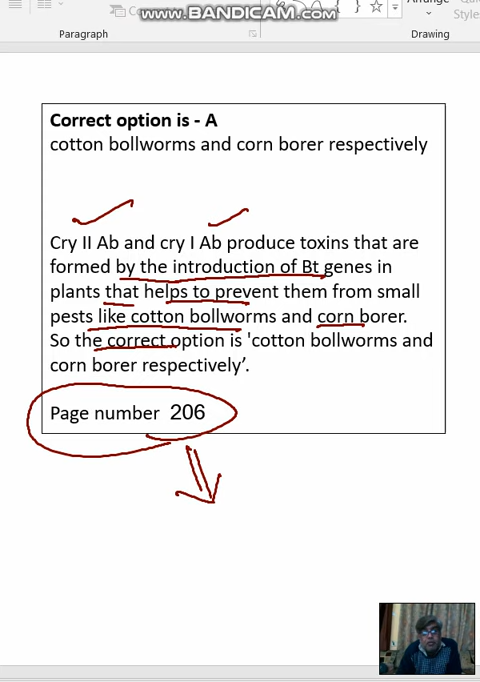 www.BANDICAM.com
Paragraph
Drawing
Style
Correct option is - A
cotton bollworms and corn borer respectively
Cry II Ab and cry I Ab produce toxins that are
formed by the introduction of Bt genes in
plants that helps to prevent them from small
pests like cotton bollworms and corn borer.
So the correct option is 'cotton bollworms and
corn borer respectively’.
Page number 206